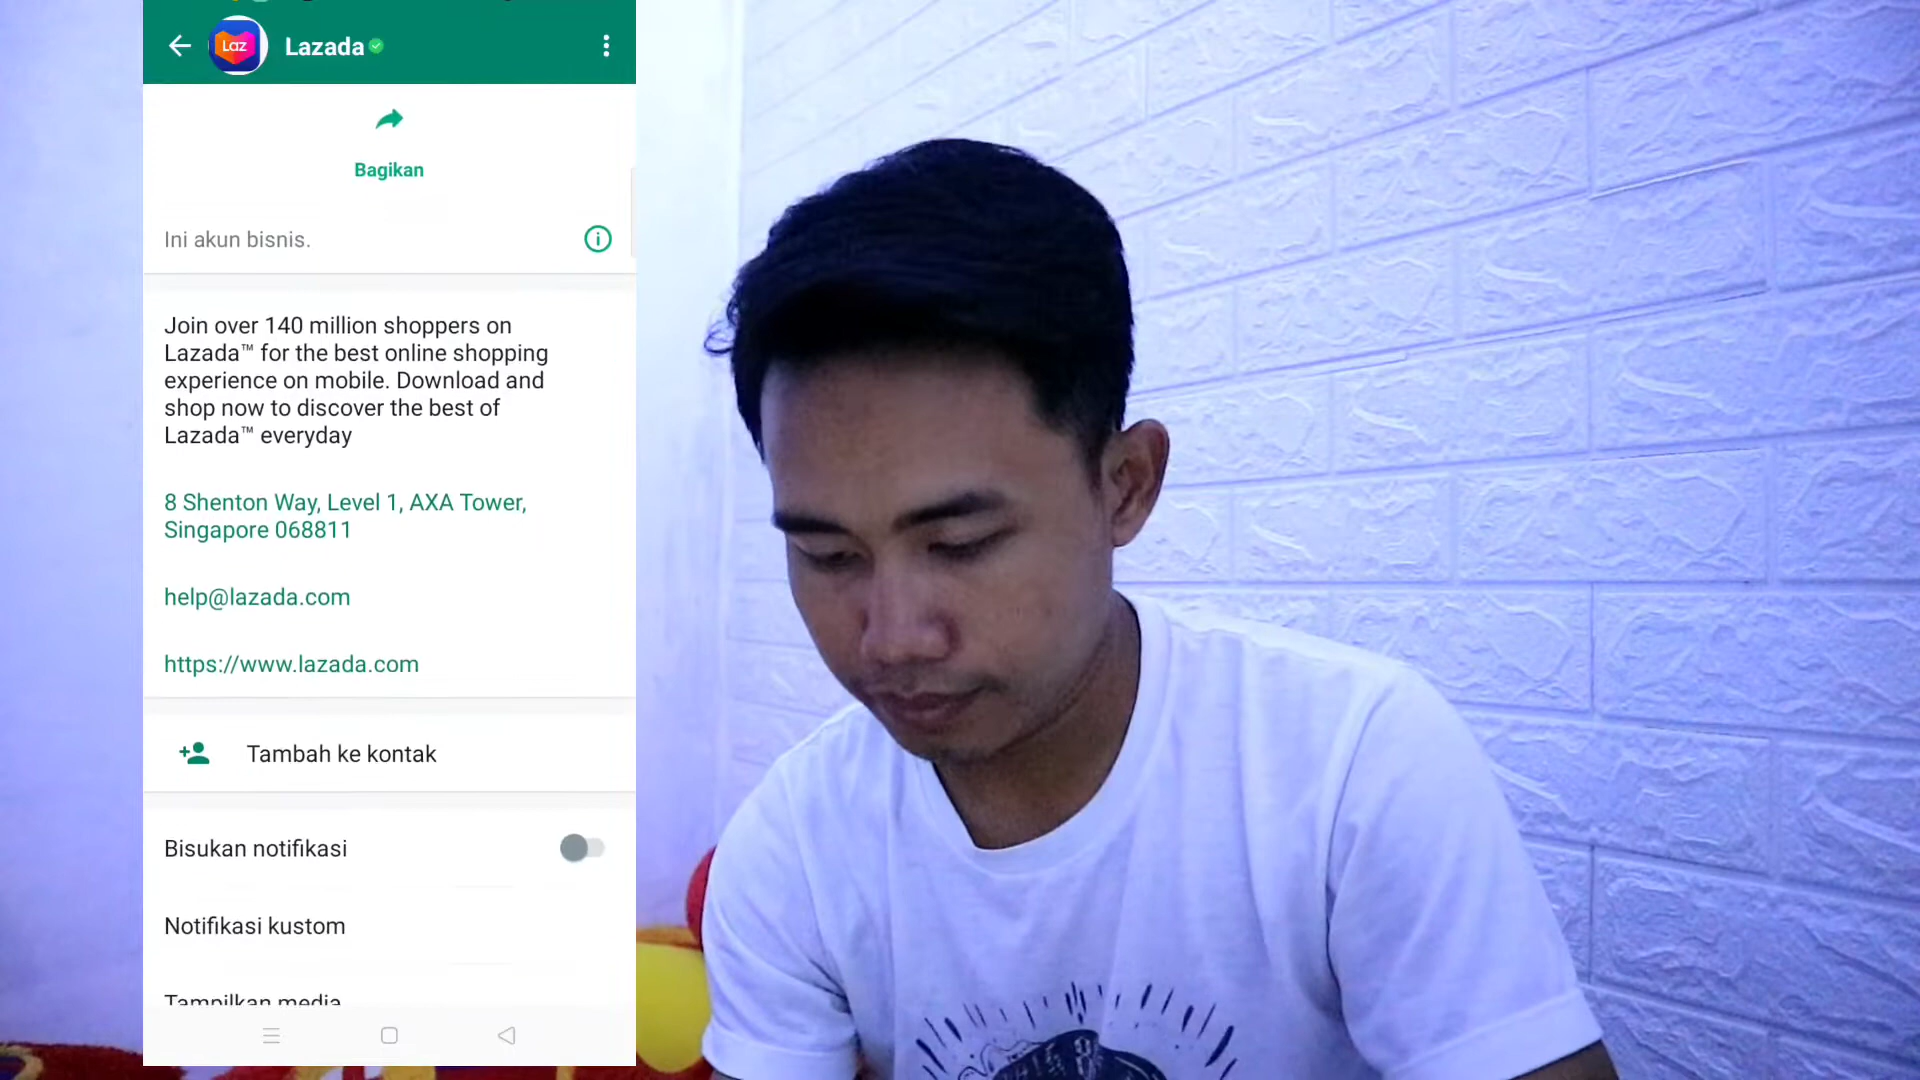 Laz
Lazada
Bagikan
Ini akun bisnis.
Join over 140 million shoppers on
Lazada™ for the best online shopping
experience on mobile. Download and
shop now to discover the best of
Lazada™ everyday
8 Shenton Way, Level 1, AXA Tower,
Singapore 068811
help@lazada.com
https://www.lazada.com
Tambah ke kontak
Bisukan notifikasi
Notifikasi kustom
Tampilkan media